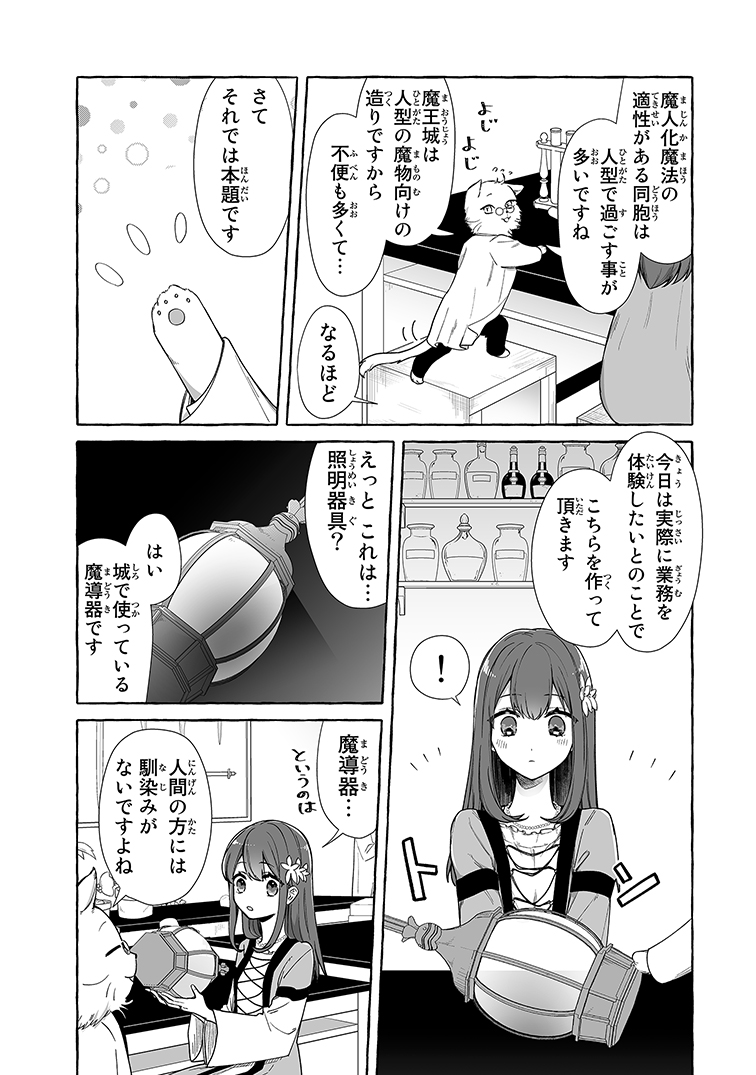 魔人化魔法の
適性がある同胞は
人型で過ごす事が
多いですね
よじ
よじ
魔王城は
人型の魔物向けの
造りですから
不便も多くて…
なるほど
さて
それでは本題です
今日は実際に業務を
体験したいとのことで
こちらを作って
頂きます
！
トン
えっと これは…
照明器具？
はい
城で使っている
魔導器です
魔導器…
というのは
人間の方には
馴染みが
ないですよね